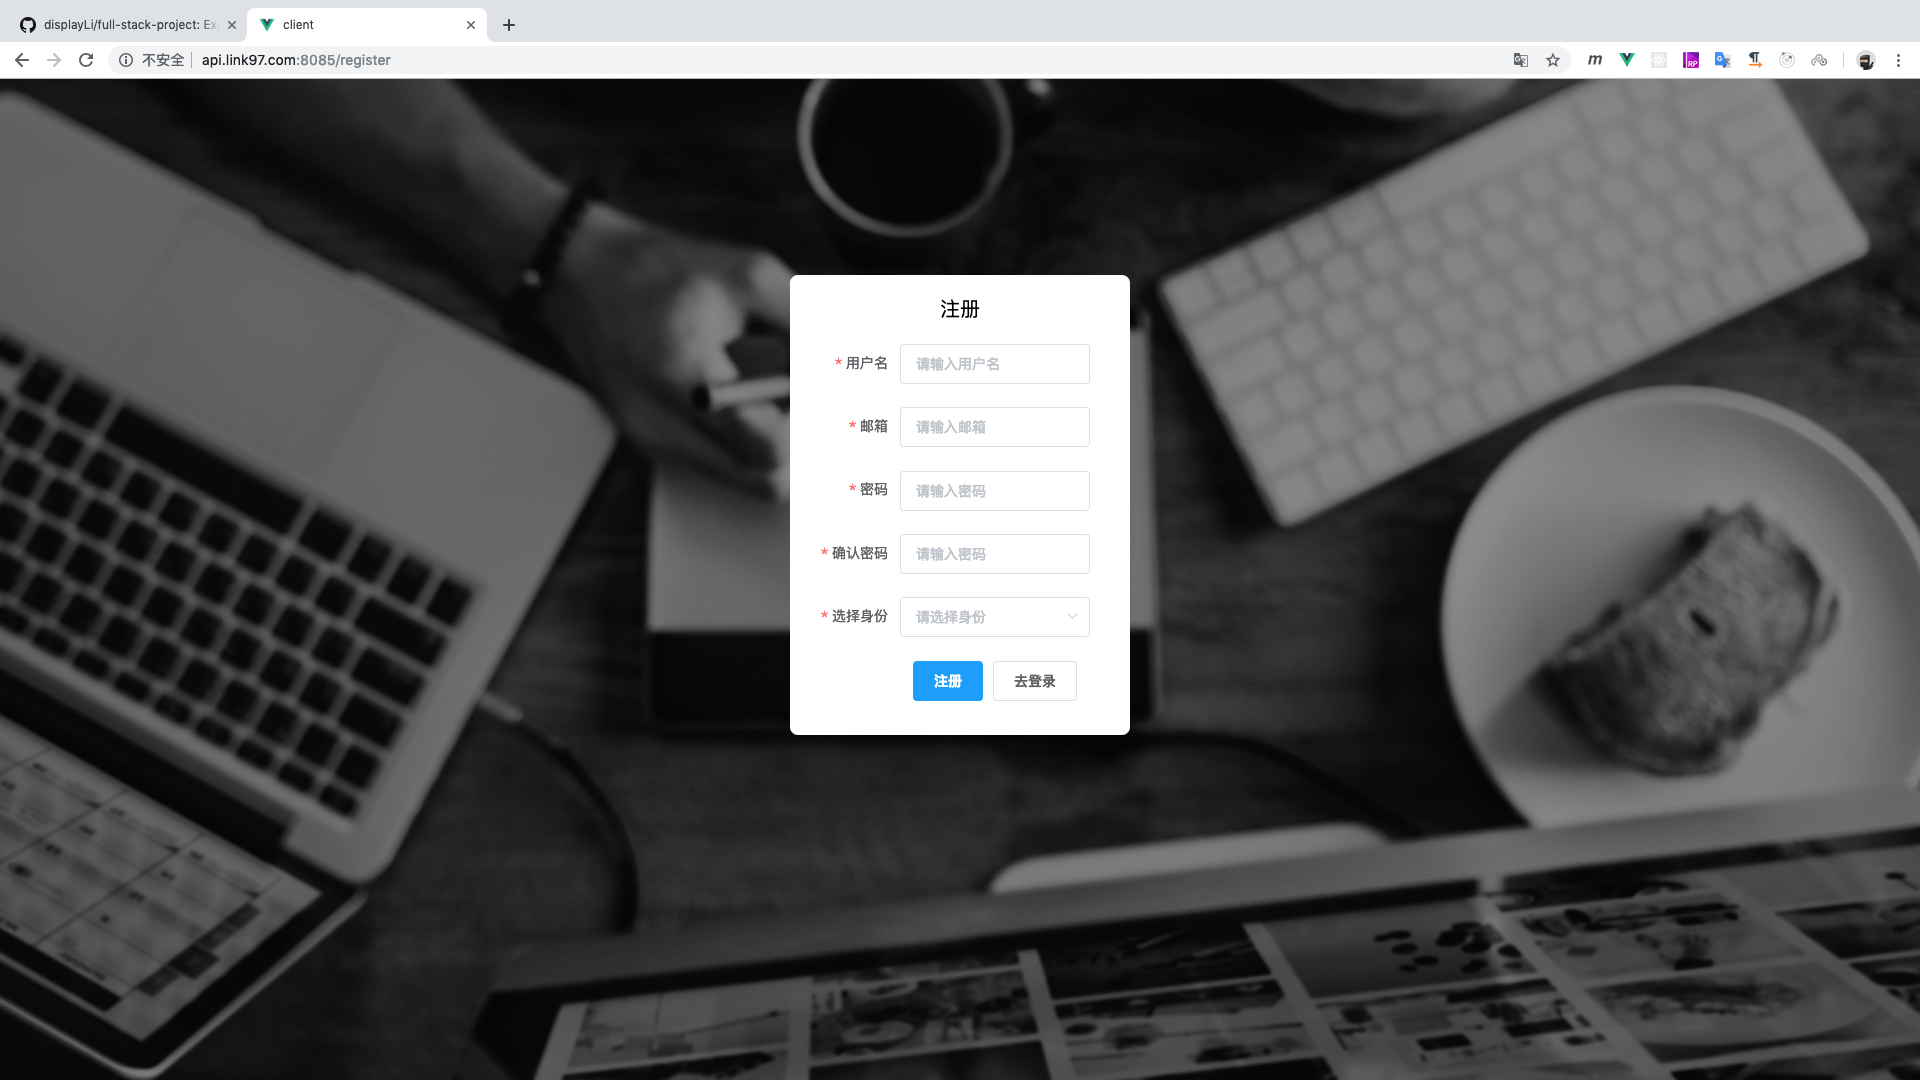 displayLi/full-stack-project: Ex
client
不安全
api.link97.com:8085/register
注册
* 用户名
请输入用户名
* 邮箱
请输入邮箱
* 密码
请输入密码
* 确认密码
请输入密码
* 选择身份
请选择身份
注册
去登录